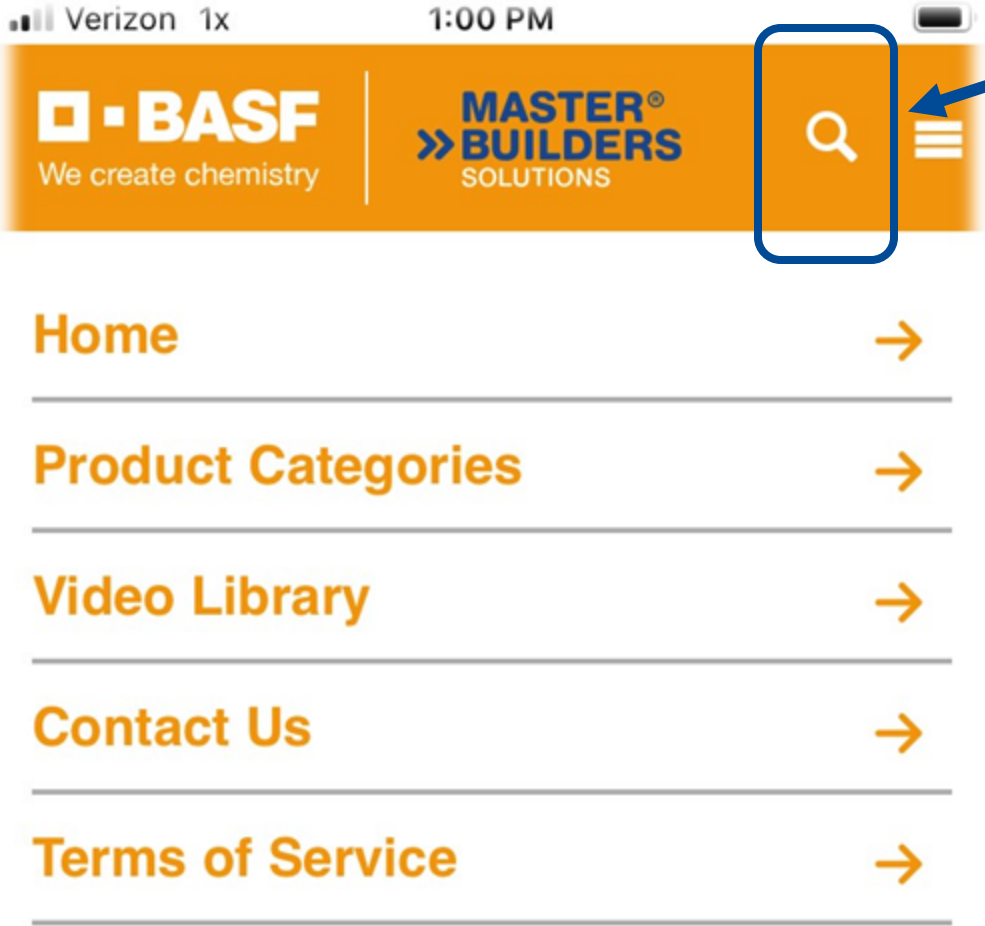 Verizon 1x 1:00 PM
BASF
We create chemistry
MASTER®
BUILDERS
SOLUTIONS
Home
Product Categories
Video Library
Contact Us
Terms of Service